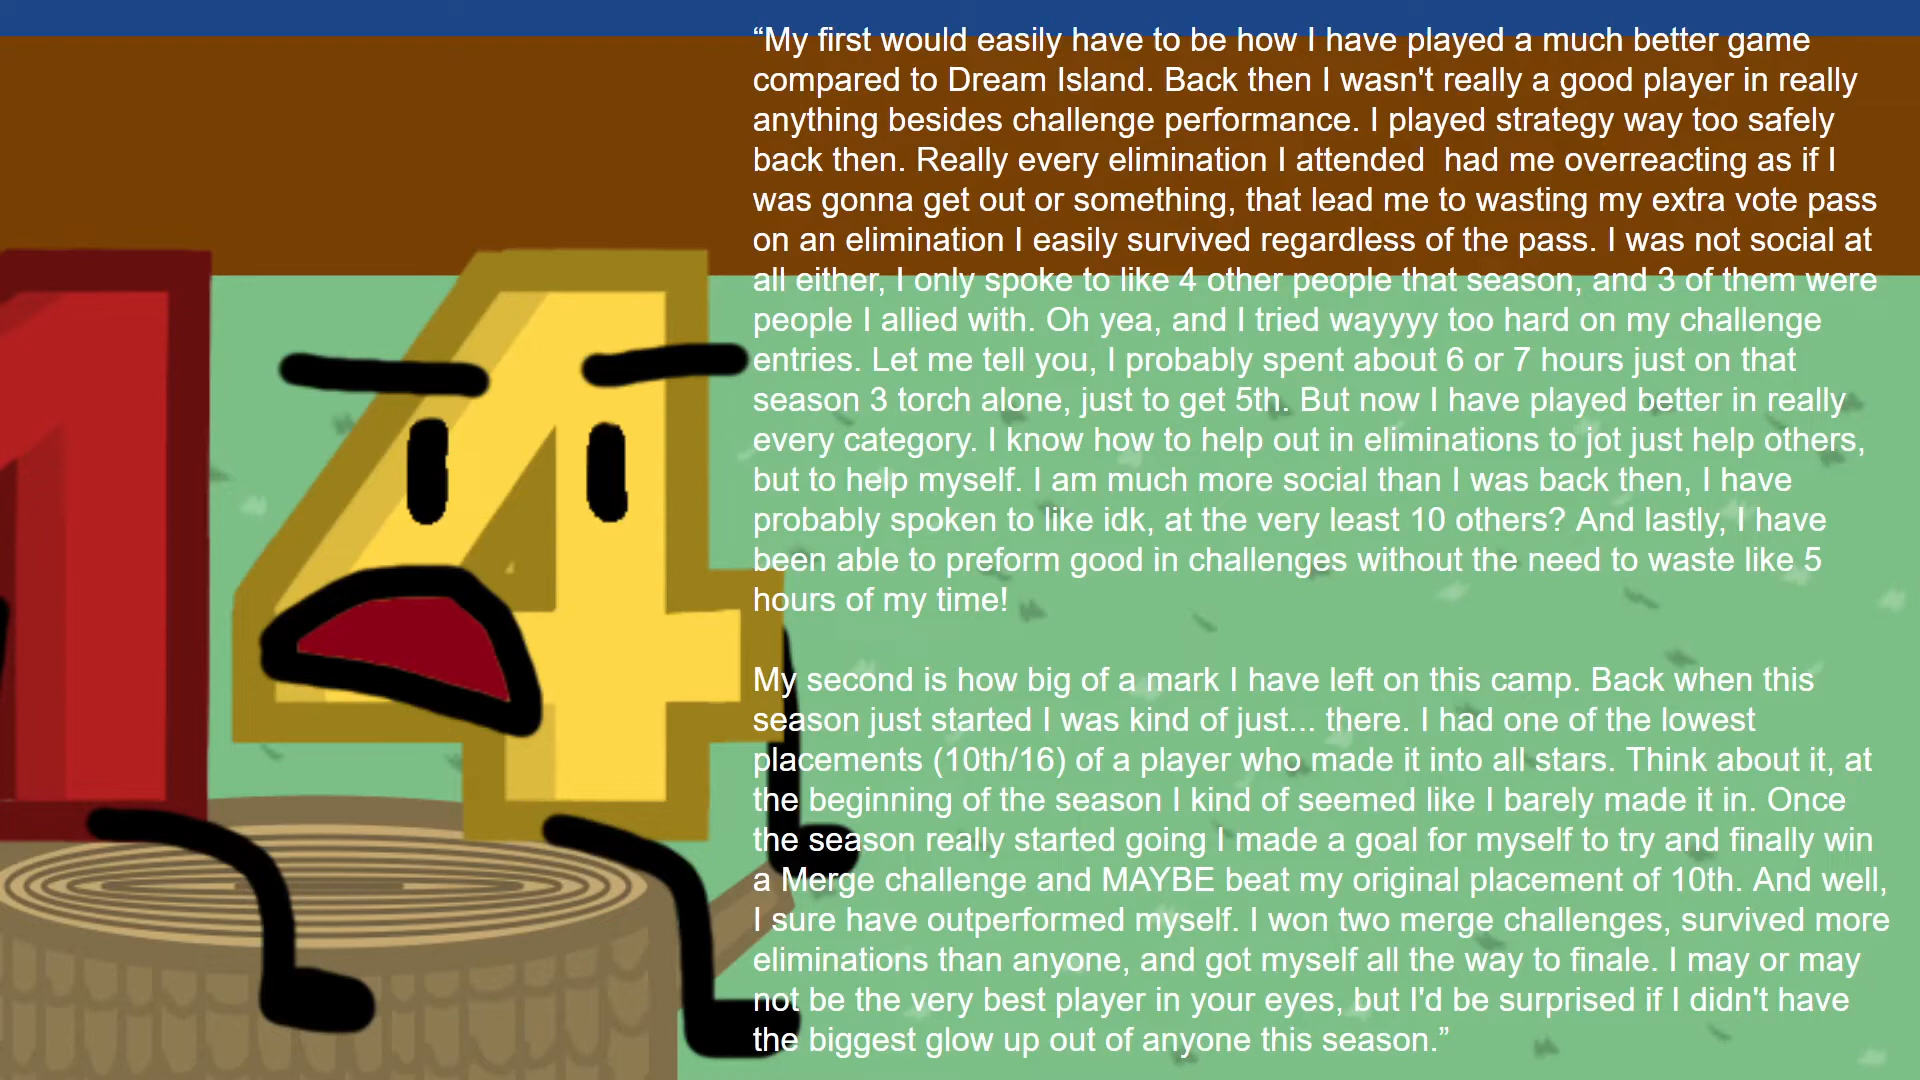 “My first would easily have to be how I have played a much better game
compared to Dream Island. Back then I wasn't really a good player in really
anything besides challenge performance. I played strategy way too safely
back then. Really every elimination I attended  had me overreacting as if I
was gonna get out or something, that lead me to wasting my extra vote pass
on an elimination I easily survived regardless of the pass. I was not social at
all either, I only spoke to like 4 other people that season, and 3 of them were
people I allied with. Oh yea, and I tried wayyyy too hard on my challenge
entries. Let me tell you, I probably spent about 6 or 7 hours just on that
season 3 torch alone, just to get 5th. But now I have played better in really
every category. I know how to help out in eliminations to jot just help others,
but to help myself. I am much more social than I was back then, I have
probably spoken to like idk, at the very least 10 others? And lastly, I have
been able to preform good in challenges without the need to waste like 5
hours of my time!
My second is how big of a mark I have left on this camp. Back when this
season just started I was kind of just... there. I had one of the lowest
placements (10th/16) of a player who made it into all stars. Think about it, at
the beginning of the season I kind of seemed like I barely made it in. Once
the season really started going I made a goal for myself to try and finally win
a Merge challenge and MAYBE beat my original placement of 10th. And well,
I sure have outperformed myself. I won two merge challenges, survived more
eliminations than anyone, and got myself all the way to finale. I may or may
not be the very best player in your eyes, but I'd be surprised if I didn't have
the biggest glow up out of anyone this season.”
1 4